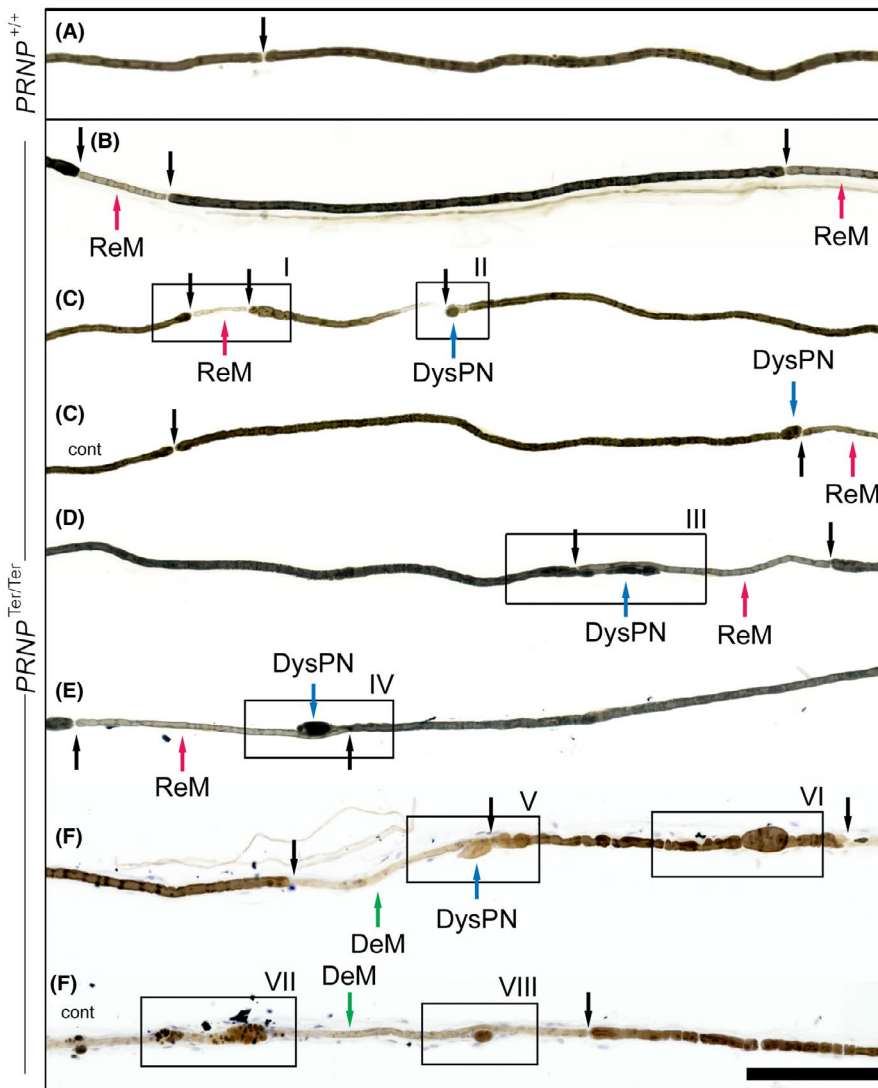 PRNP+/+
(A)
PRNPTer/Ter
(B)
ReM
ReM
I
II
(C)
ReM
DysPN
DysPN
(C)
cont
ReM
(D)
III
DysPN
ReM
DysPN
(E)
IV
ReM
(F)
V
VI
DysPN
DeM
DeM
(F)
cont
VII
VIII